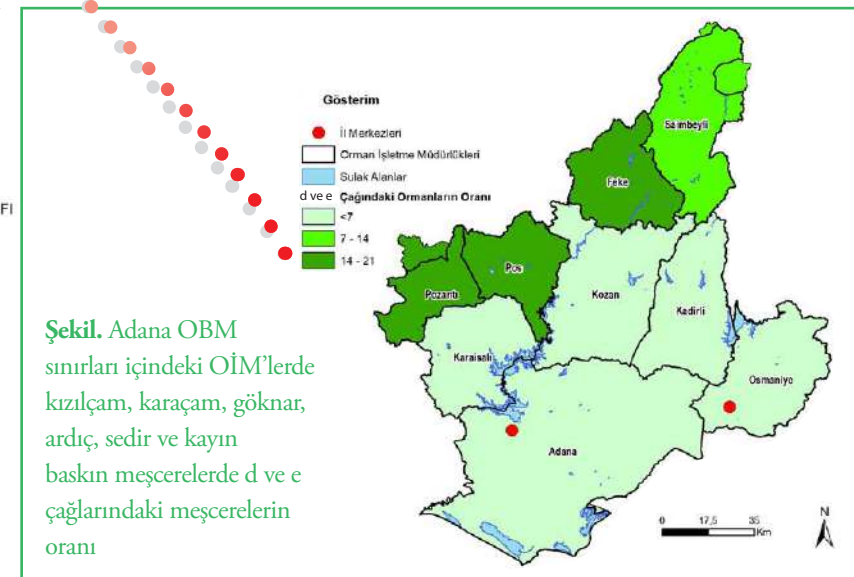 FI
Gösterim
İl Merkezleri
Orman İşletme Müdürlükleri
Sulak Alanlar
d ve e Çağındaki Ormanların Oranı
<7
7 - 14
14 - 21
Saimbeyli
Feke
Pos
Pozantı
Kozan
Kadirli
Karaisalı
Osmaniye
Adana
Şekil. Adana OBM
sınırları içindeki OİM’lerde
kızılçam, karaçam, göknar,
ardıç, sedir ve kayın
baskın meşcerelerde d ve e
çağlarındaki meşcerelerin
oranı
0 17,5 35
Km
N